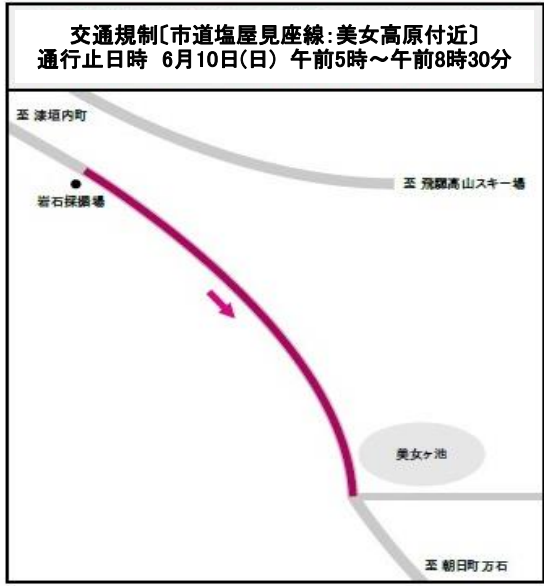 交通規制〔市道塩屋見座線:美女高原付近〕
通行止日時 6月10日(日) 午前5時～午前8時30分
至 漆垣内町
至 飛騨高山スキー場
岩石採掘場
美女ヶ池
至 朝日町万石